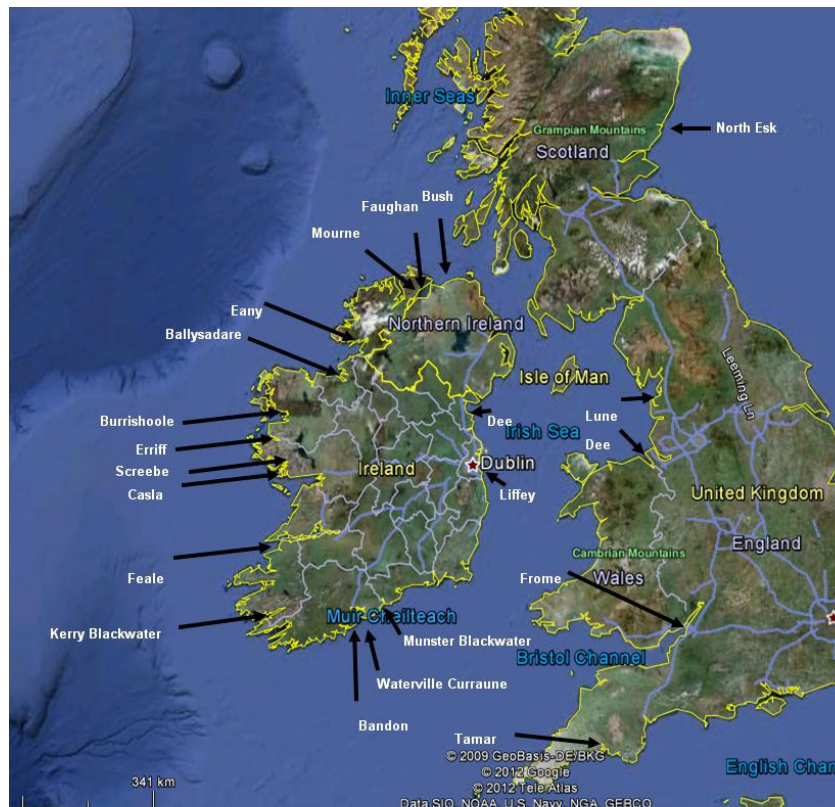 Inner Seas
Grampian Mountains
North Esk
Scotland
Bush
Faughan
Mourne
Eany
Northern Ireland
Ballysadare
Leeming Ln
Isle of Man
Burrishoole
Dee
Lune
Irish Sea
Erriff
Dee
Screebe
Ireland
Dublin
Casla
Liffey
United Kingdom
England
Cambrian Mountains
Feale
Frome
Wales
Muir Cheilteach
Kerry Blackwater
Munster Blackwater
Bristol Channel
Waterville Curraune
Bandon
Tamar
© 2009 GeoBasis-DE/BKG
English Chan
© 2012 Google
341 km
© 2012 Tele Atlas
Data SIO, NOAA, U.S. Navy, NGA, GEBCO